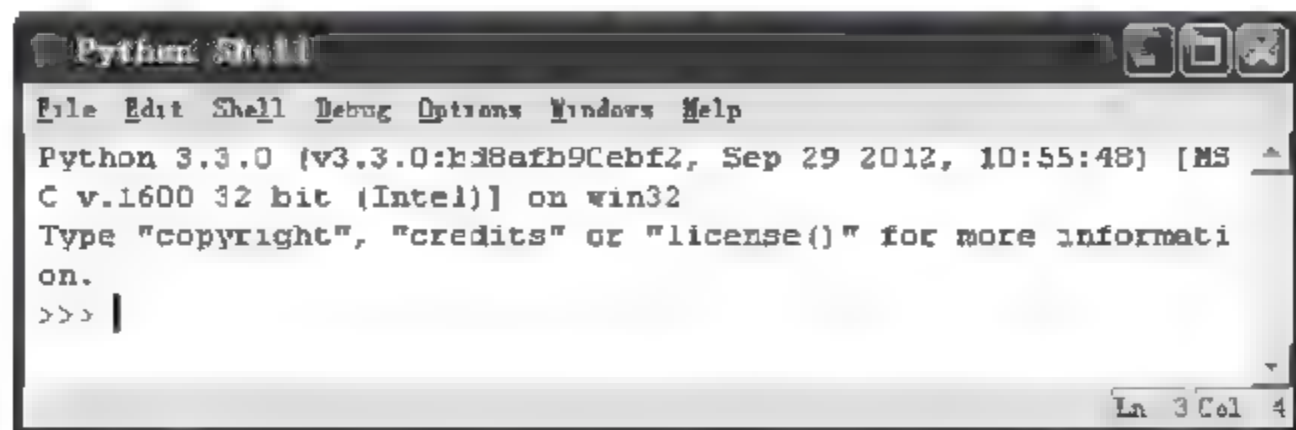 Python Shell
File Edit Shell Debug Options Windows Help
Python 3.3.0 (v3.3.0:bd8afb9Cebf2, Sep 29 2012, 10:55:48) [MS
C v.1600 32 bit (Intel)] on win32
Type "copyright", "credits" or "license()" for more informati
on.
>>>
Ln 3 Col 4